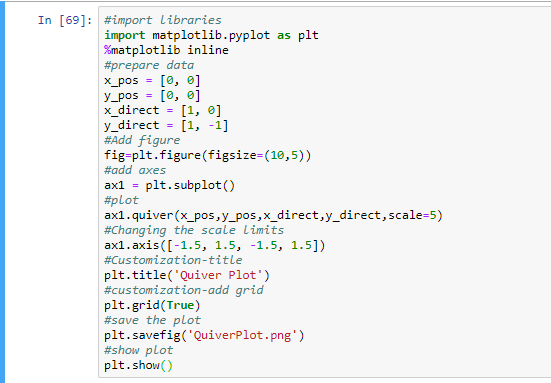 In [69]: #import libraries
import matplotlib.pyplot as plt
%matplotlib inline
#prepare data
x_pos = [0, 0]
y_pos = [0, 0]
x_direct = [1, 0]
y_direct = [1, -1]
#Add figure
fig=plt.figure(figsize=(10,5))
#add axes
ax1 = plt.subplot()
#plot
ax1.quiver(x_pos,y_pos,x_direct,y_direct,scale=5)
#Changing the scale limits
ax1.axis([-1.5, 1.5, -1.5, 1.5])
#Customization-title
plt.title('Quiver Plot')
#customization-add grid
plt.grid(True)
#save the plot
plt.savefig('QuiverPlot.png')
#show plot
plt.show()